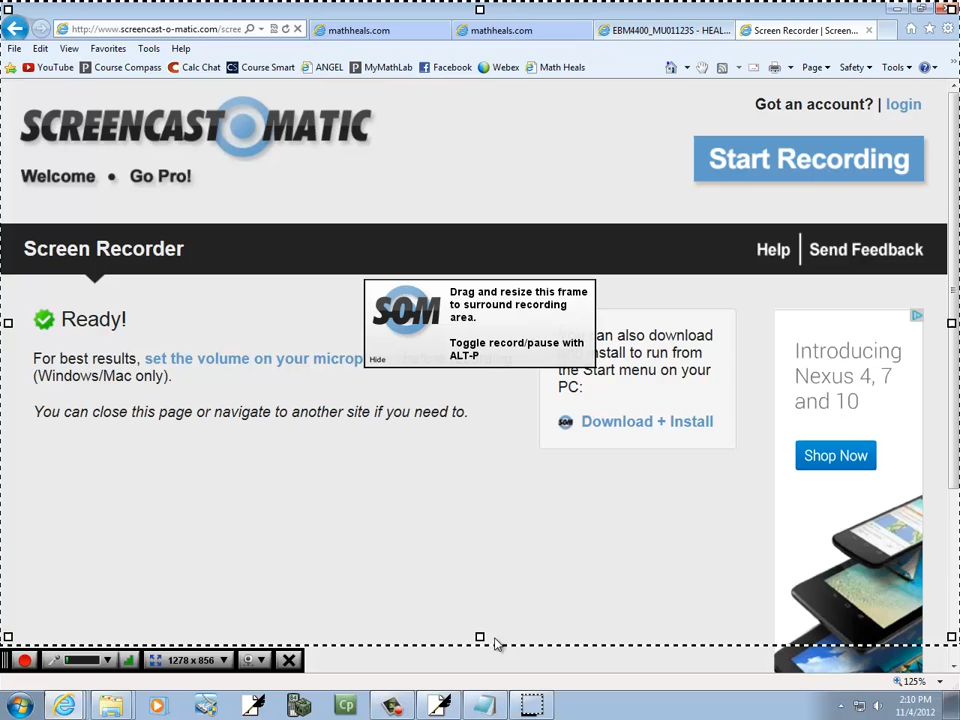 http://www.screencast-o-matic.com/scree
mathheals.com
mathheals.com
EBM4400_MU01123S - HEAL...
Screen Recorder | Screen...
File Edit View Favorites Tools Help
YouTube Course Compass Calc Chat Course Smart ANGEL MyMathLab Facebook Webex Math Heals
Page Safety Tools
SCREENCAST O MATIC
Got an account? | login
Start Recording
Welcome • Go Pro!
Screen Recorder
Help | Send Feedback
SOM
Drag and resize this frame
to surround recording
area.
Toggle record/pause with
ALT-P
Hide
Ready!
For best results, set the volume on your microp
(Windows/Mac only).
You can close this page or navigate to another site if you need to.
can also download
install to run from
the Start menu on your
PC:
Download + Install
Introducing
Nexus 4, 7
and 10
Shop Now
1278 x 856
125%
Cp
2:10 PM
11/4/2012